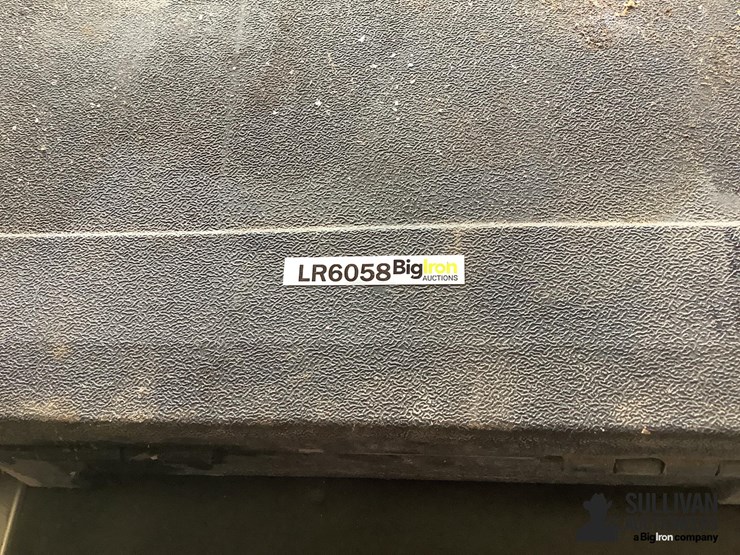 LR6058 BigIron
AUCTIONS
SULLIVAN
a BigIron company